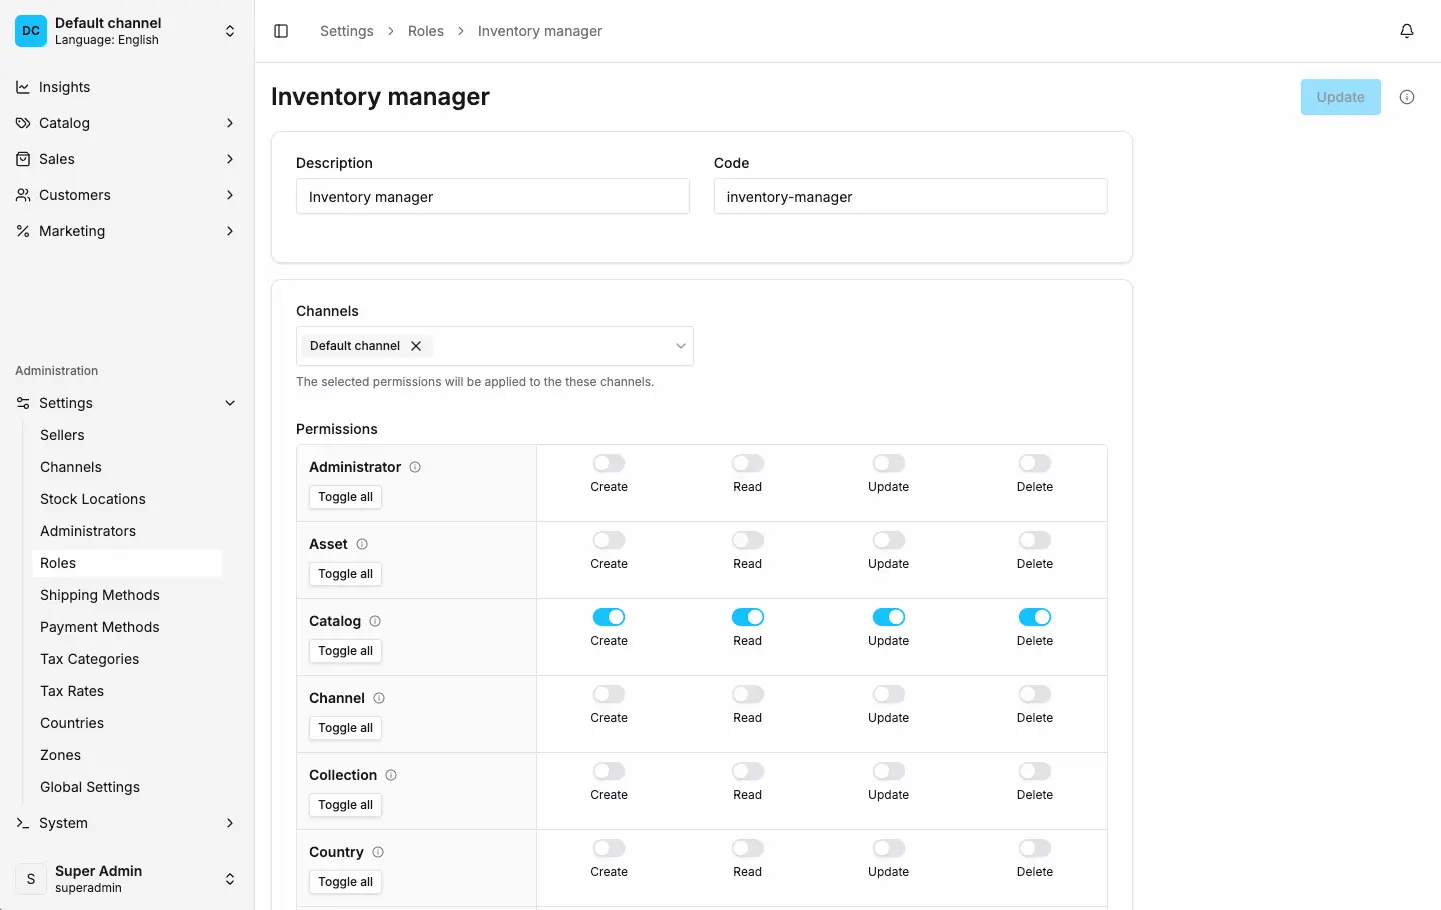 DC
Default channel
Language: English
Insights
Catalog
Sales
Customers
Marketing
Administration
Settings
Sellers
Channels
Stock Locations
Administrators
Roles
Shipping Methods
Payment Methods
Tax Categories
Tax Rates
Countries
Zones
Global Settings
System
S
Super Admin
superadmin
Settings > Roles > Inventory manager
Inventory manager
Update
Description
Inventory manager
Code
inventory-manager
Channels
Default channel
The selected permissions will be applied to the these channels.
Permissions
Administrator
Toggle all
Create Read Update Delete
Asset
Toggle all
Create Read Update Delete
Catalog
Toggle all
Create Read Update Delete
Channel
Toggle all
Create Read Update Delete
Collection
Toggle all
Create Read Update Delete
Country
Toggle all
Create Read Update Delete